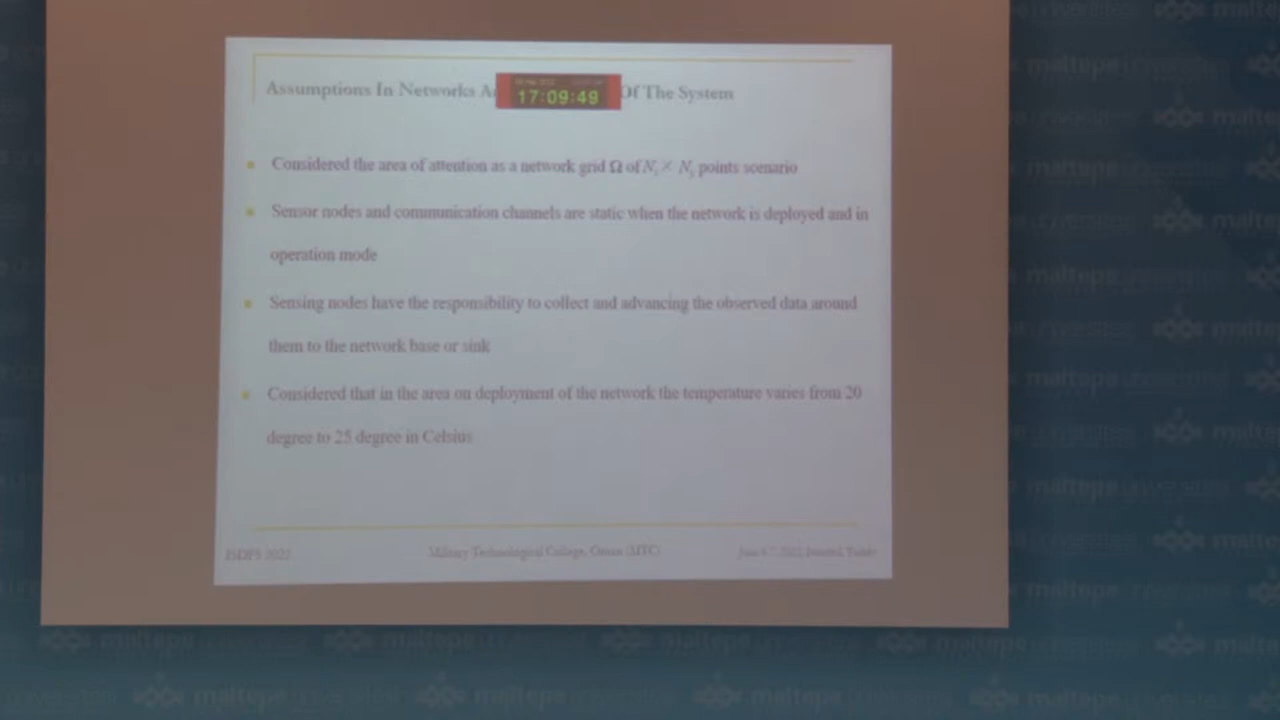 Assumptions In Networks Of The System
17:09:49
Considered the area of attention as a network grid Ω of Nx × Ny points scenario
Sensor nodes and communication channels are static when the network is deployed and in
operation mode
Sensing nodes have the responsibility to collect and advancing the observed data around
them to the network base or sink
Considered that in the area on deployment of the network the temperature varies from 20
degree to 25 degree in Celsius
Military Technological College, (MTC)
maltepe